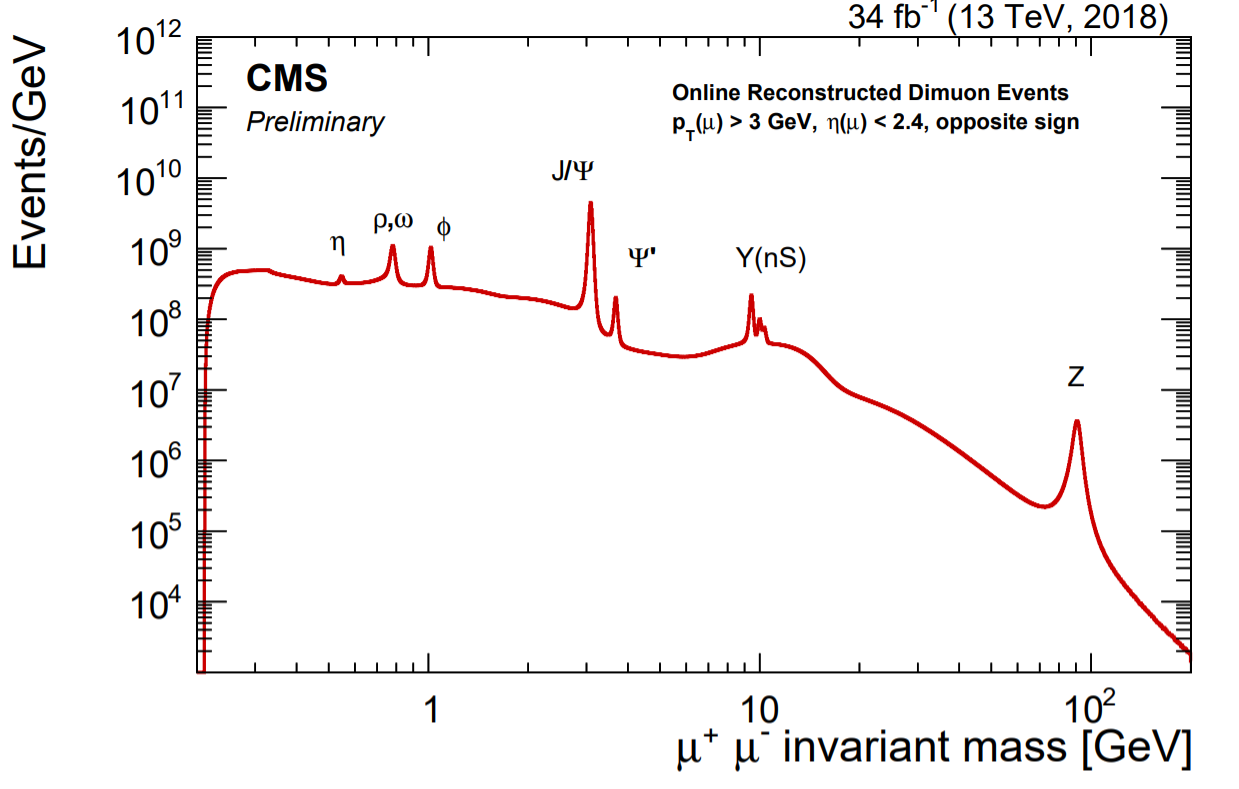 34 fb⁻¹ (13 TeV, 2018)
Events/GeV
CMS
Preliminary
Online Reconstructed Dimuon Events
p_T(μ) > 3 GeV, η(μ) < 2.4, opposite sign
10¹²
10¹¹
10¹⁰
10⁹
10⁸
10⁷
10⁶
10⁵
10⁴
η
ρ,ω
ϕ
J/Ψ
Ψ'
Υ(nS)
Z
1
10
10²
μ⁺ μ⁻ invariant mass [GeV]